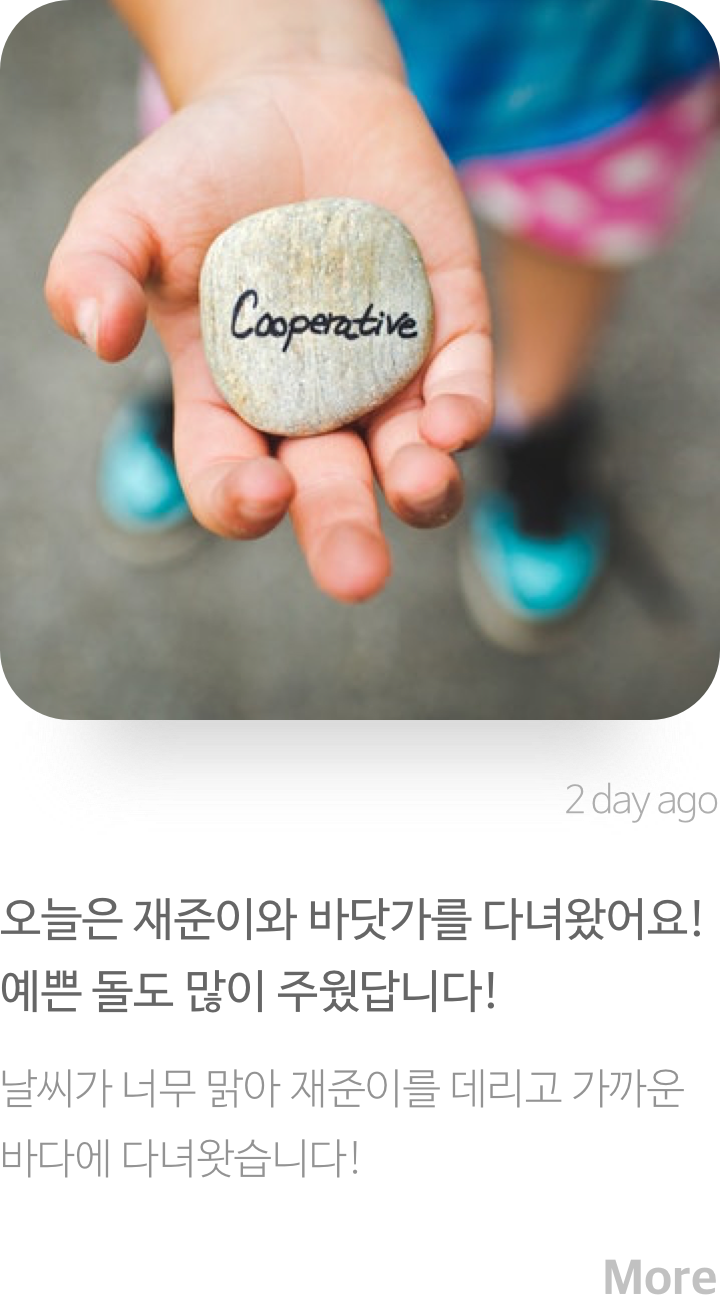 Cooperative
2 day ago
오늘은 재준이와 바닷가를 다녀왔어요!
예쁜 돌도 많이 주웠답니다!
날씨가 너무 맑아 재준이를 데리고 가까운
바다에 다녀왓습니다!
More